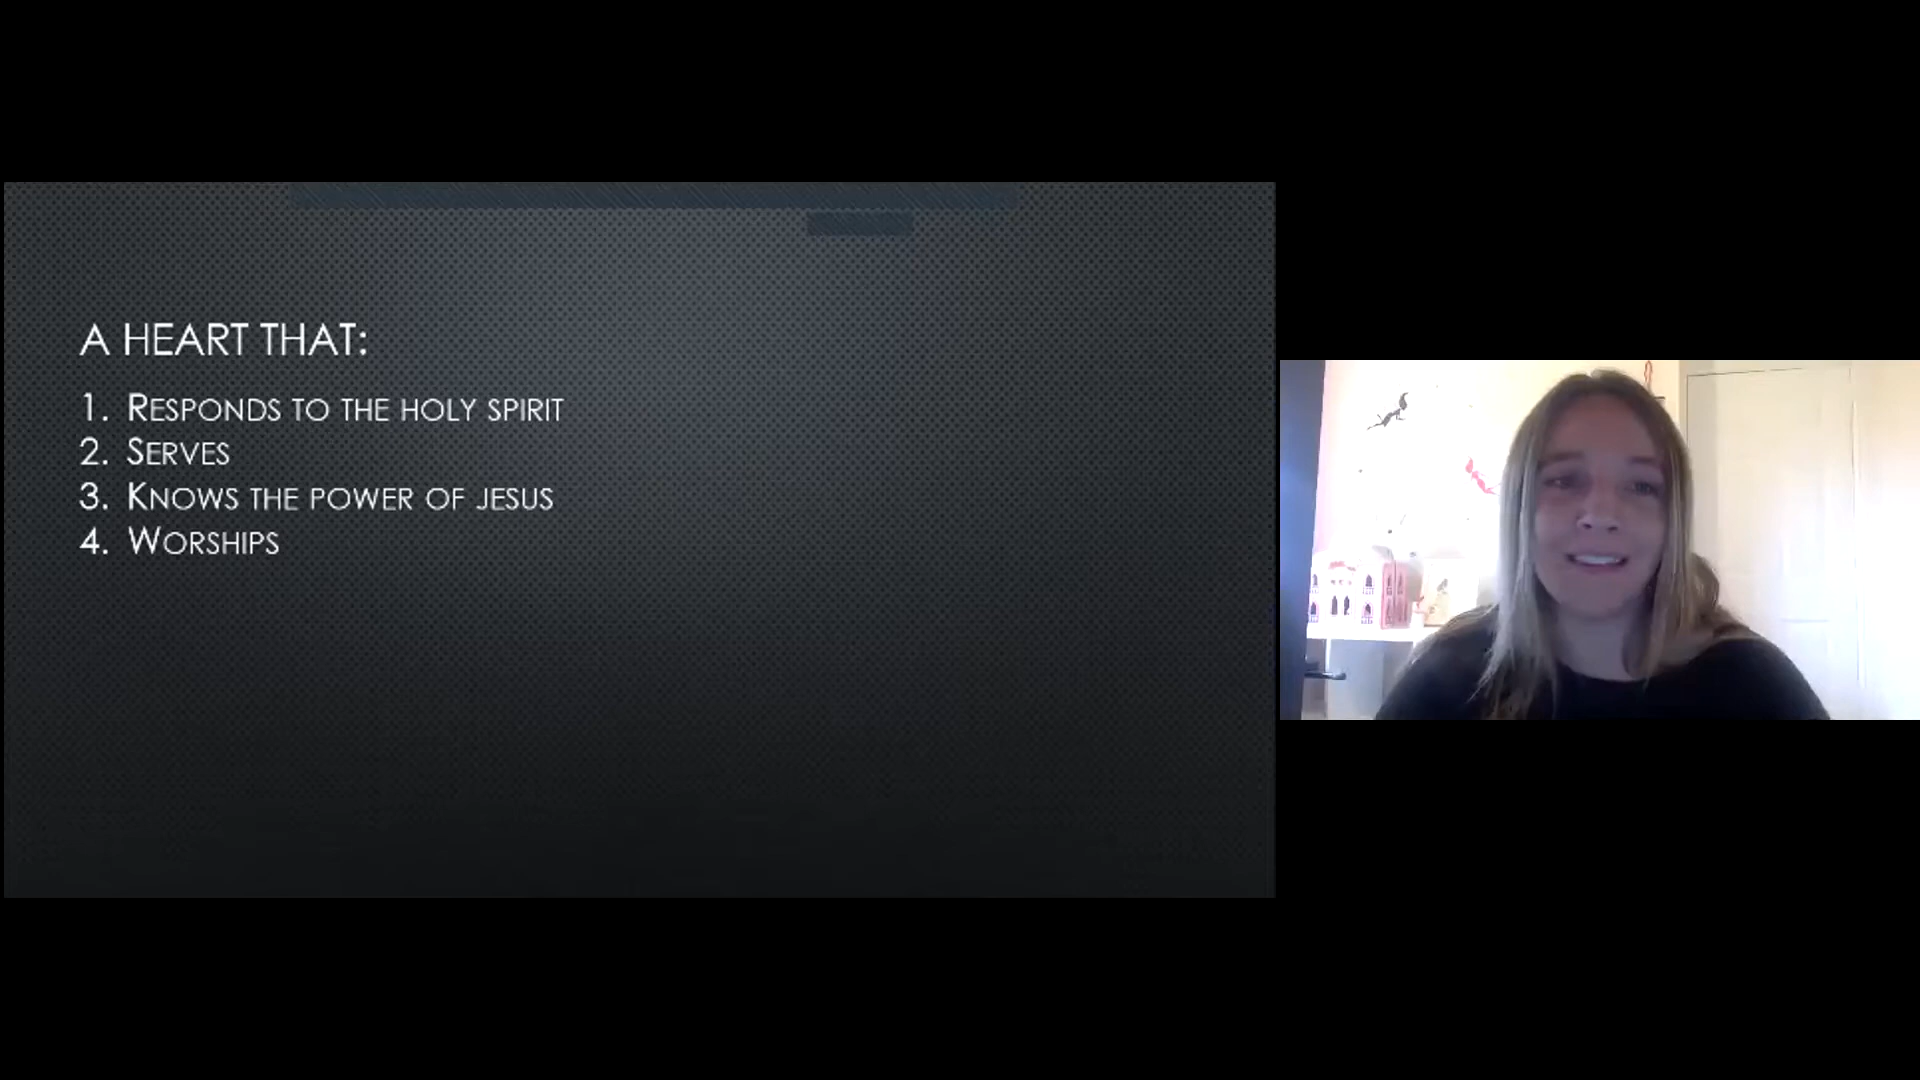 A HEART THAT:
1. RESPONDS TO THE HOLY SPIRIT
2. SERVES
3. KNOWS THE POWER OF JESUS
4. WORSHIPS